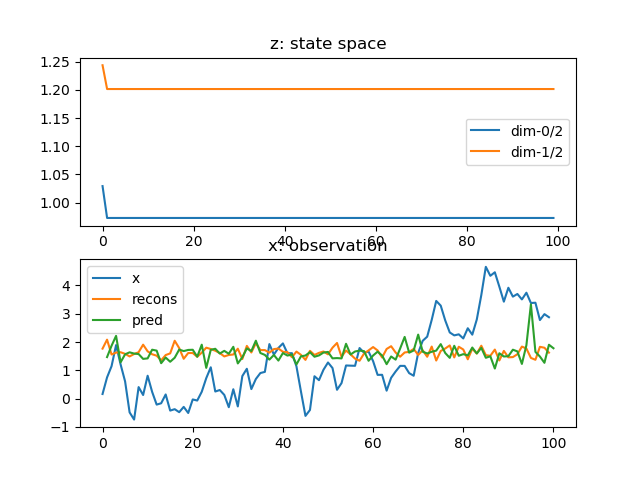 z: state space
1.25
1.20
1.15
1.10
1.05
1.00
dim-0/2
dim-1/2
0 20 40 60 80 100
x: observation
4
3
2
1
0
−1
x
recons
pred
0 20 40 60 80 100